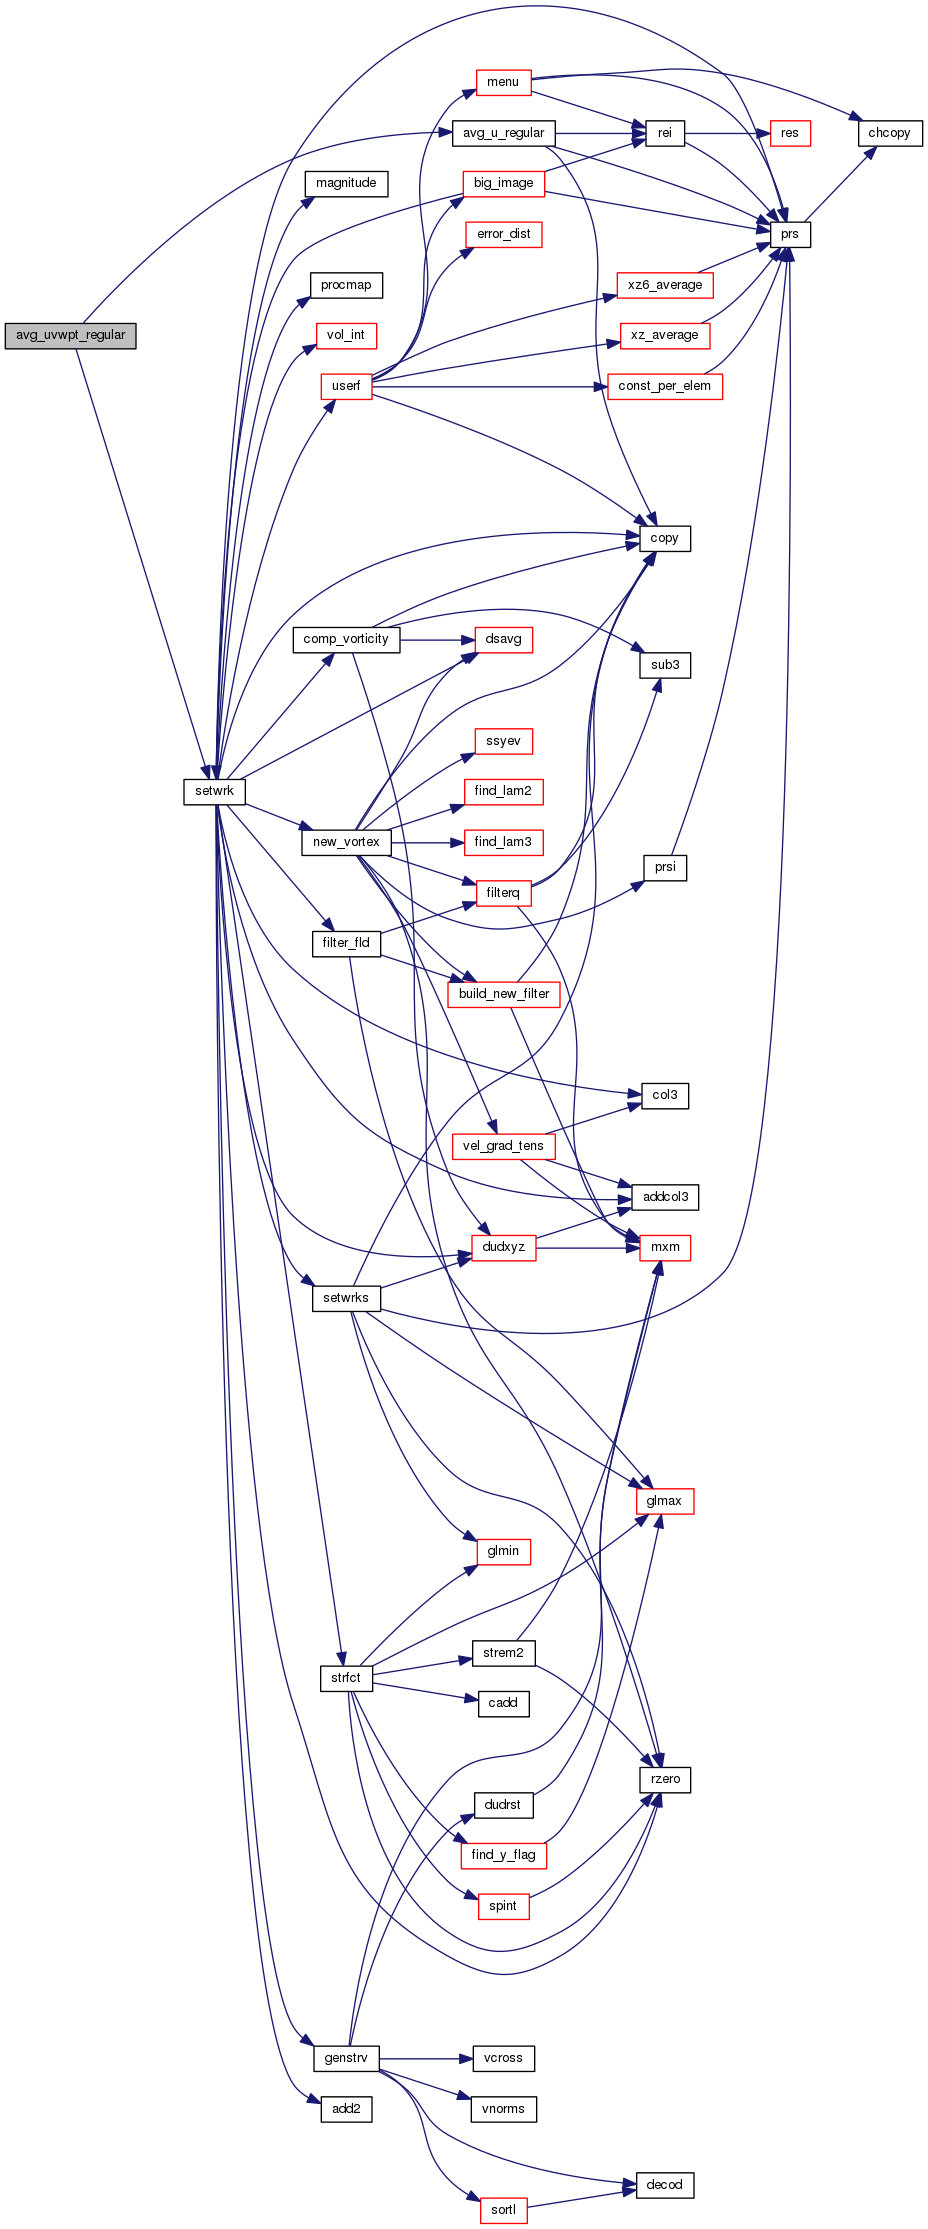 menu
avg_u_regular
rei
res
chcopy
magnitude
big_image
error_dist
prs
procmap
xz6_average
avg_uvwpt_regular
vol_int
xz_average
userf
const_per_elem
copy
comp_vorticity
dsavg
sub3
ssyev
setwrk
find_lam2
new_vortex
find_lam3
prsi
filterq
filter_fld
build_new_filter
col3
vel_grad_tens
addcol3
dudxyz
mxm
setwrks
glmax
glmin
strem2
strfct
cadd
rzero
dudrst
find_y_flag
spint
genstrv
vcross
add2
vnorms
decod
sortl